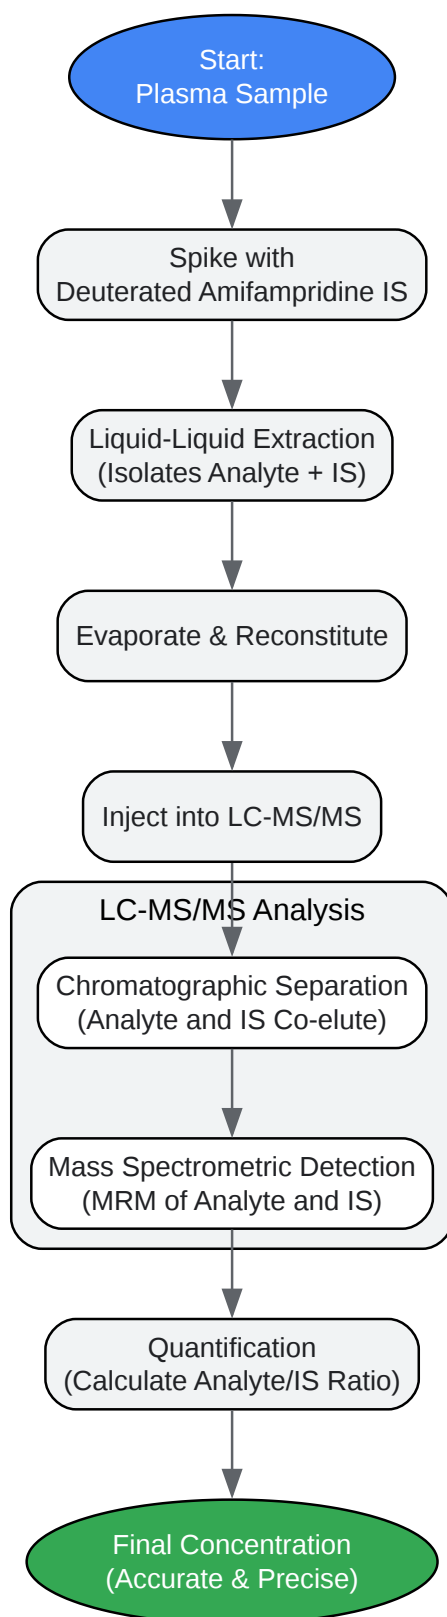 Start:
Plasma Sample
Spike with
Deuterated Amifampridine IS
Liquid-Liquid Extraction
(Isolates Analyte + IS)
Evaporate & Reconstitute
Inject into LC-MS/MS
LC-MS/MS Analysis
Chromatographic Separation
(Analyte and IS Co-elute)
Mass Spectrometric Detection
(MRM of Analyte and IS)
Quantification
(Calculate Analyte/IS Ratio)
Final Concentration
(Accurate & Precise)